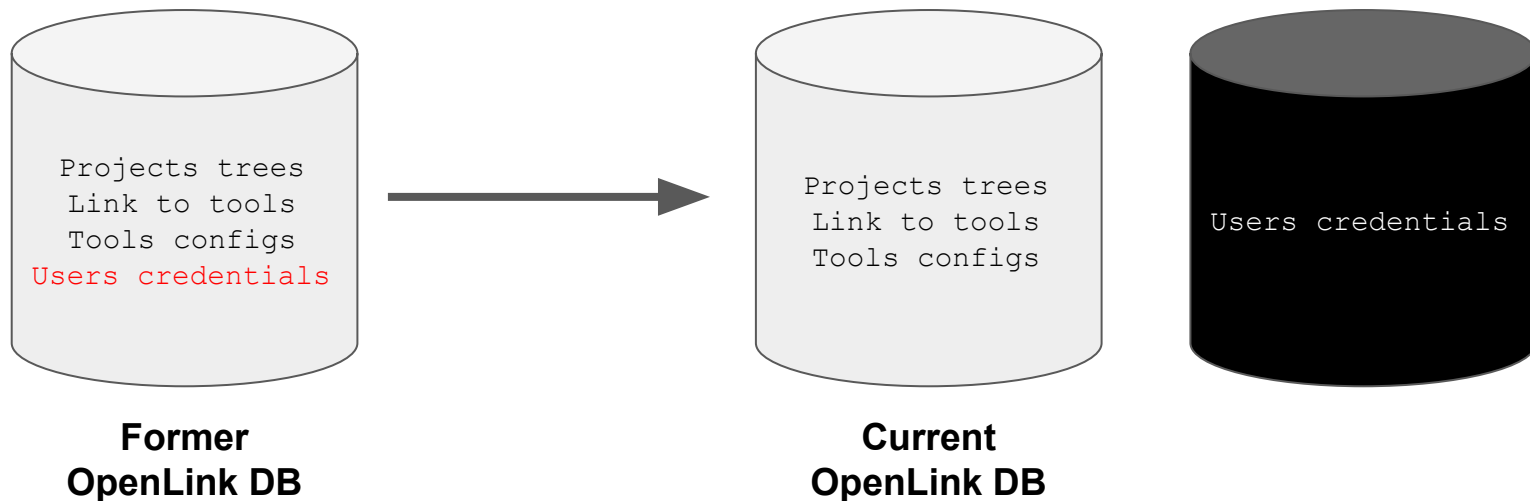 Projects trees
Link to tools
Tools configs
Users credentials
Former
OpenLink DB
Projects trees
Link to tools
Tools configs
Current
OpenLink DB
Users credentials